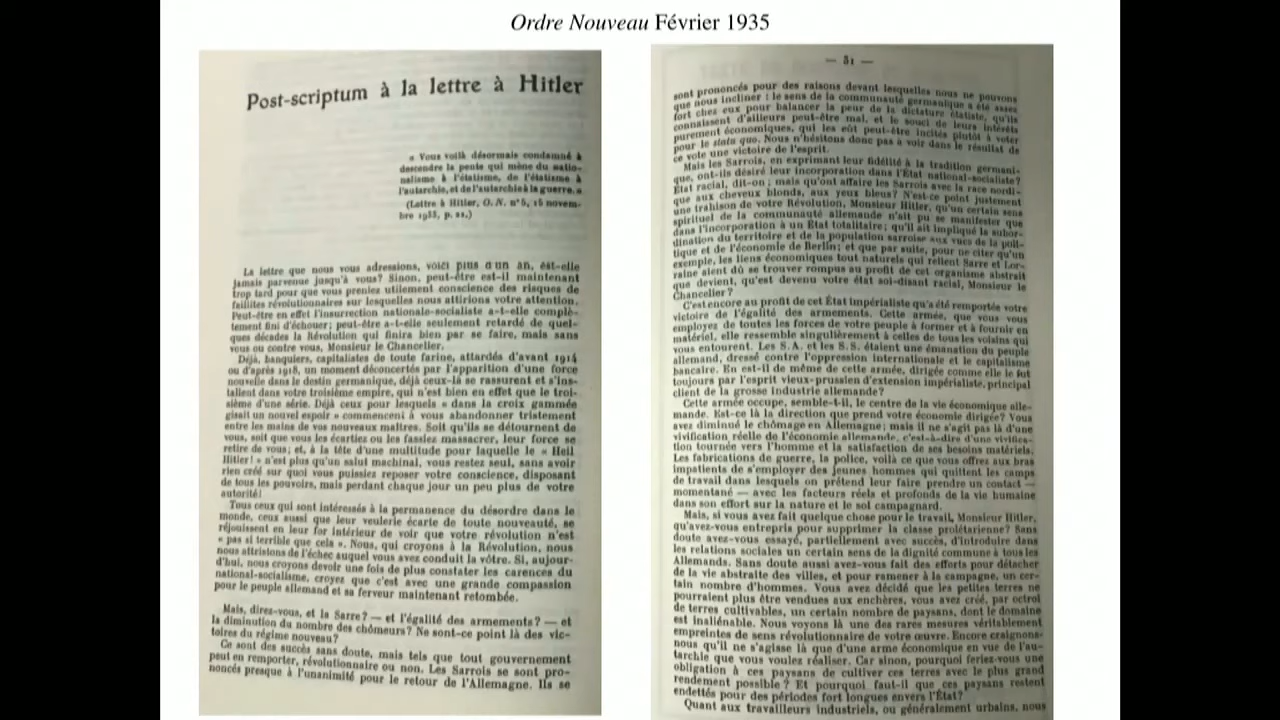 Ordre Nouveau Février 1935
Post-scriptum à la lettre à Hitler
« Vous voilà désormais condamné à
descendre la pente qui mène du natio-
nalisme à l'étatisme, de l'étatisme à
l'autarchie, et de l'autarchie à la guerre. »
(Lettre à Hitler, O. N. n° 5, 15 novem-
bre 1933, p. 21.)
La lettre que nous vous adressions, voici plus d'un an, est-elle
jamais parvenue jusqu'à vous? Sinon, peut-être est-il maintenant
trop tard pour que vous preniez utilement conscience des risques de
faillites révolutionnaires sur lesquelles nous attirions votre attention.
Peut-être en effet l'insurrection nationale-socialiste a-t-elle complè-
tement fini d'échouer; peut-être a-t-elle seulement retardé de quel-
ques décades la Révolution qui finira bien par se faire, mais sans
vous ou contre vous, Monsieur le Chancelier.
Déjà, banquiers, capitalistes de toute farine, attardés d'avant 1914
ou d'après 1918, un moment déconcertés par l'apparition d'une force
nouvelle dans le destin germanique, déjà ceux-là se rassurent et s'ins-
tallent dans votre troisième empire, qui n'est bien en effet que le troi-
sième d'une série. Déjà ceux pour lesquels « dans la croix gammée
gisait un nouvel espoir » commencent à vous abandonner tristement
entre les mains de vos nouveaux maîtres. Soit qu'ils se détournent de
vous, soit que vous les écartiez ou les fassiez massacrer, leur force se
retire de vous; et, à la tête d'une multitude pour laquelle le « Heil
Hitler! » n'est plus qu'un salut machinal, vous restez seul, sans avoir
rien créé sur quoi vous puissiez reposer votre conscience, disposant
de tous les pouvoirs, mais perdant chaque jour un peu plus de votre
autorité!
Tous ceux qui sont intéressés à la permanence du désordre dans le
monde, ceux aussi que leur veulerie écarte de toute nouveauté, se
réjouissent en leur for intérieur de voir que votre révolution n'est
« pas si terrible que cela ». Nous, qui croyons à la Révolution, nous
nous attristons de l'échec auquel vous avez conduit la vôtre. Si, aujour-
d'hui, nous croyons devoir une fois de plus constater les carences du
national-socialisme, croyez que c'est avec une grande compassion
pour le peuple allemand et sa ferveur maintenant retombée.
Mais, direz-vous, et la Sarre? — et l'égalité des armements? — et
la diminution du nombre des chômeurs? Ne sont-ce point là des vic-
toires du régime nouveau?
Ce sont des succès sans doute, mais tels que tout gouvernement
peut en remporter, révolutionnaire ou non. Les Sarrois se sont pro-
noncés presque à l'unanimité pour le retour de l'Allemagne. Ils se
— 31 —
sont prononcés pour des raisons devant lesquelles nous ne pouvons
que nous incliner : le sens de la communauté germanique a été assez
fort chez eux pour balancer la peur de la dictature étatiste, qu'ils
connaissent d'ailleurs peut-être mal, et le souci de leurs intérêts
purement économiques, qui les eût peut-être incités plutôt à voter
pour le statu quo. Nous n'hésitons donc pas à voir dans le résultat de
ce vote une victoire de l'esprit.
Mais les Sarrois, en exprimant leur fidélité à la tradition germani-
que, ont-ils désiré leur incorporation dans l'État national-socialiste?
État racial, dit-on; mais qu'ont affaire les Sarrois avec la race nordi-
que aux cheveux blonds, aux yeux bleus? N'est-ce point justement
une trahison de votre Révolution, Monsieur Hitler, qu'un certain sens
spirituel de la communauté allemande n'ait pu se manifester que
dans l'incorporation à un État totalitaire; qu'il ait impliqué la subor-
dination du territoire et de la population sarroise aux vues de la poli-
tique et de l'économie de Berlin; et que par suite, pour ne citer qu'un
exemple, les liens économiques tout naturels qui relient Sarre et Lor-
raine aient dû se trouver rompus au profit de cet organisme abstrait
que devient, qu'est devenu votre état soi-disant racial, Monsieur le
Chancelier?
C'est encore au profit de cet État impérialiste qu'a été remportée votre
victoire de l'égalité des armements. Cette armée, que vous vous
employez de toutes les forces de votre peuple à former et à fournir en
matériel, elle ressemble singulièrement à celles de tous les voisins qui
vous entourent. Les S.A. et les S.S. étaient une émanation du peuple
allemand, dressé contre l'oppression internationale et le capitalisme
bancaire. En est-il de même de cette armée, dirigée comme elle le fut
toujours par l'esprit vieux-prussien d'extension impérialiste, principal
client de la grosse industrie allemande?
Cette armée occupe, semble-t-il, le centre de la vie économique alle-
mande. Est-ce là la direction que prend votre économie dirigée? Vous
avez diminué le chômage en Allemagne; mais il ne s'agit pas là d'une
vivification réelle de l'économie allemande, c'est-à-dire d'une vivifica-
tion tournée vers l'homme et la satisfaction de ses besoins matériels.
Les fabrications de guerre, la police, voilà ce que vous offrez aux bras
impatients de s'employer des jeunes hommes qui quittent les camps
de travail dans lesquels on prétend leur faire prendre un contact —
momentané — avec les facteurs réels et profonds de la vie humaine
dans son effort sur la nature et le sol campagnard.
Mais, si vous avez fait quelque chose pour le travail, Monsieur Hitler,
qu'avez-vous entrepris pour supprimer la classe prolétarienne? Sans
doute avez-vous essayé, partiellement avec succès, d'introduire dans
les relations sociales un certain sens de la dignité commune à tous les
Allemands. Sans doute aussi avez-vous fait des efforts pour détacher
de la vie abstraite des villes, et pour ramener à la campagne, un cer-
tain nombre d'hommes. Vous avez décidé que les petites terres ne
pourraient plus être vendues aux enchères, vous avez créé, par octroi
de terres cultivables, un certain nombre de paysans, dont le domaine
est inaliénable. Nous voyons là une des rares mesures véritablement
empreintes de sens révolutionnaire de votre œuvre. Encore craignons-
nous qu'il ne s'agisse là que d'une arme économique en vue de l'au-
tarchie que vous voulez réaliser. Car sinon, pourquoi feriez-vous une
obligation à ces paysans de cultiver ces terres avec le plus grand
rendement possible? Et pourquoi faut-il que ces paysans restent
endettés pour des périodes fort longues envers l'État?
Quant aux travailleurs industriels, ou généralement urbains, nous